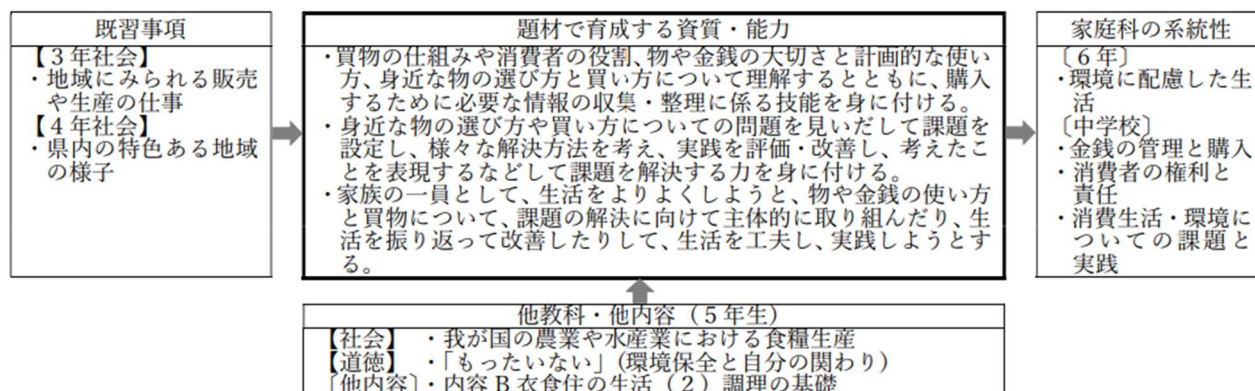 既習事項
【３年社会】
・地域にみられる販売
や生産の仕事
【４年社会】
・県内の特色ある地域
の様子
題材で育成する資質・能力
・買物の仕組みや消費者の役割、物や金銭の大切さと計画的な使い
方、身近な物の選び方と買い方について理解するとともに、購入
するために必要な情報の収集・整理に係る技能を身に付ける。
・身近な物の選び方や買い方についての問題を見いだして課題を
設定し、様々な解決方法を考え、実践を評価・改善し、考えたこ
とを表現するなどして課題を解決する力を身に付ける。
・家族の一員として、生活をよりよくしようと、物や金銭の使い方
と買物について、課題の解決に向けて主体的に取り組んだり、生
活を振り返って改善したりして、生活を工夫し、実践しようとす
る。
家庭科の系統性
〔６年〕
・環境に配慮した生
活
〔中学校〕
・金銭の管理と購入
・消費者の権利と
責任
・消費生活・環境に
ついての課題と
実践
他教科・他内容（５年生）
【社会】　・我が国の農業や水産業における食糧生産
【道徳】　・「もったいない」(環境保全と自分の関わり）
〔他内容〕・内容Ｂ衣食住の生活（２）調理の基礎